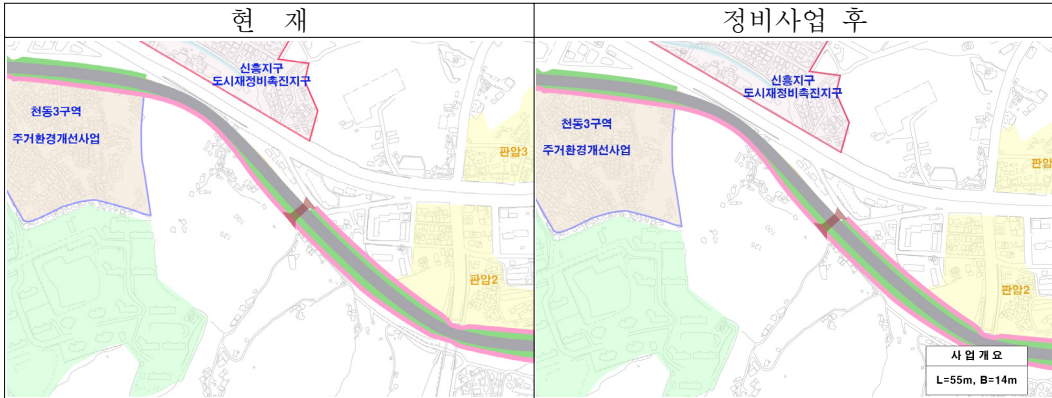 현 재
정비사업 후
신흥지구
도시재정비촉진지구
천동3구역
주거환경개선사업
판암3
판암2
신흥지구
도시재정비촉진지구
천동3구역
주거환경개선사업
판암
판암2
사 업 개 요
L=55m, B=14m